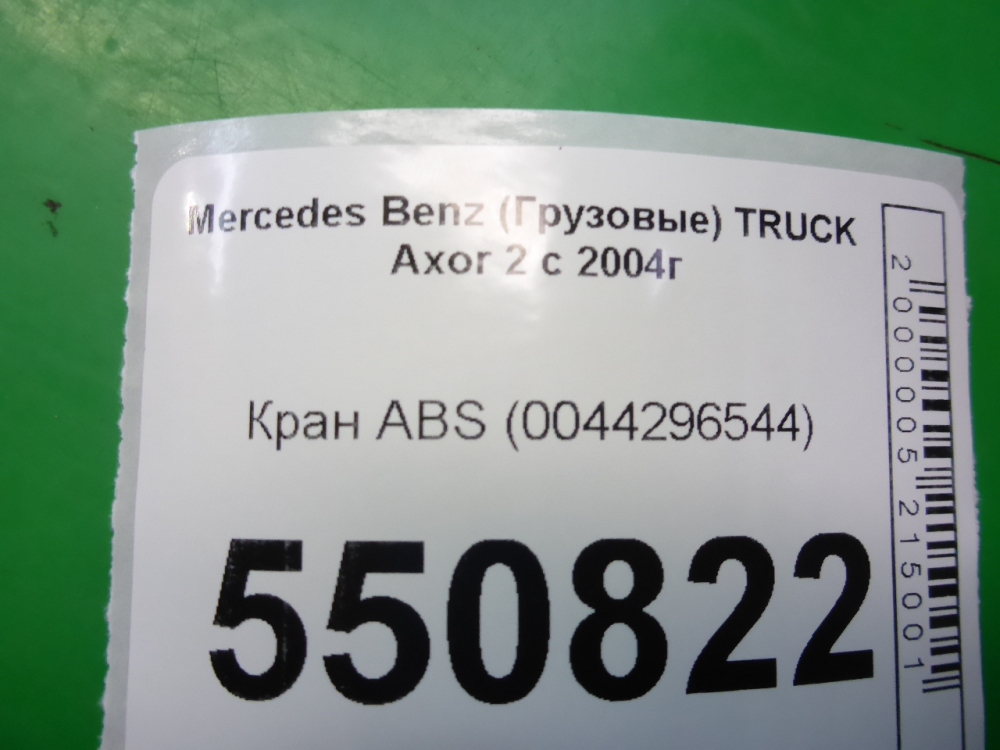 Mercedes Benz (Грузовые) TRUCK
Axor 2 с 2004г
Кран ABS (0044296544)
550822
2000005215001